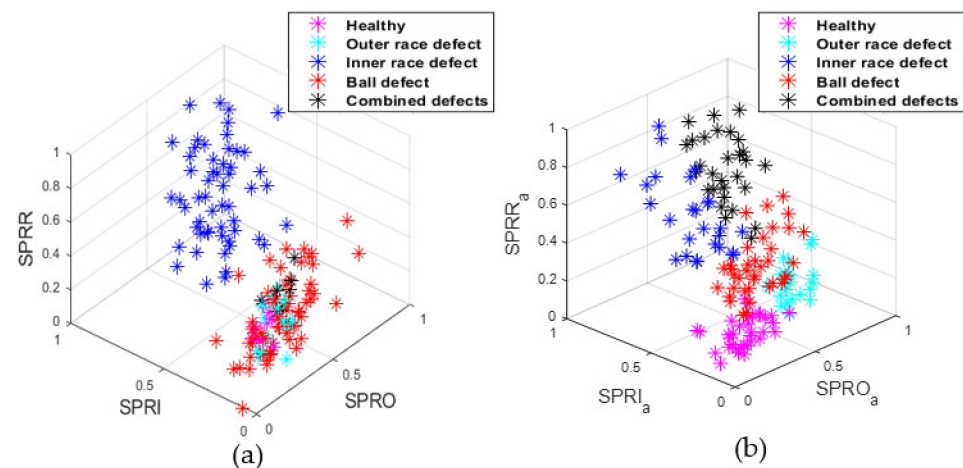 Healthy
Outer race defect
Inner race defect
Ball defect
Combined defects
1
0.8
0.6
0.4
0.2
0
1
0.5
0
0
0.5
1
SPRR
SPRI
SPRO
(a)
Healthy
Outer race defect
Inner race defect
Ball defect
Combined defects
1
0.8
0.6
0.4
0.2
0
1
0.5
0
0
0.5
1
SPRR_a
SPRI_a
SPRO_a
(b)